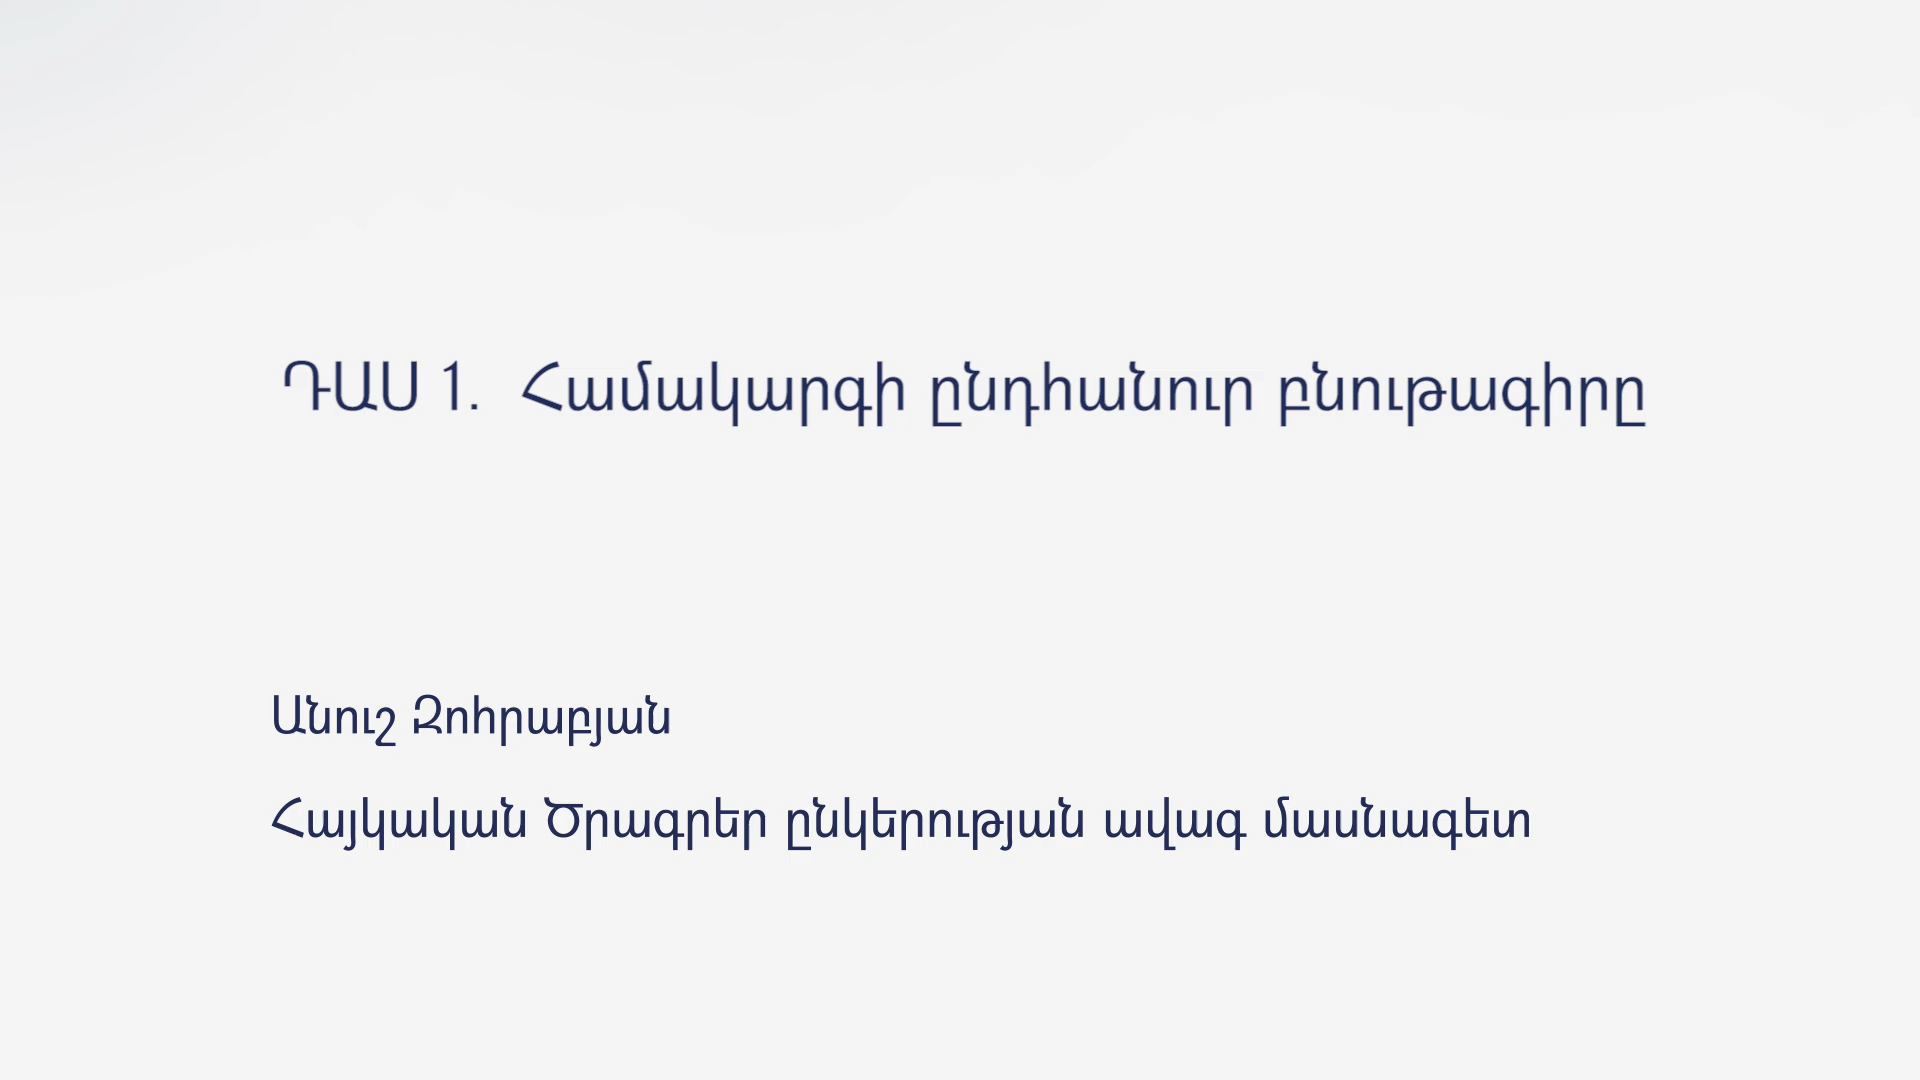 ԴԱՍ 1. Համակարգի ընդհանուր բնութագիրը
Անուշ Զոհրաբյան
Հայկական Ծրագրեր ընկերության ավագ մասնագետ